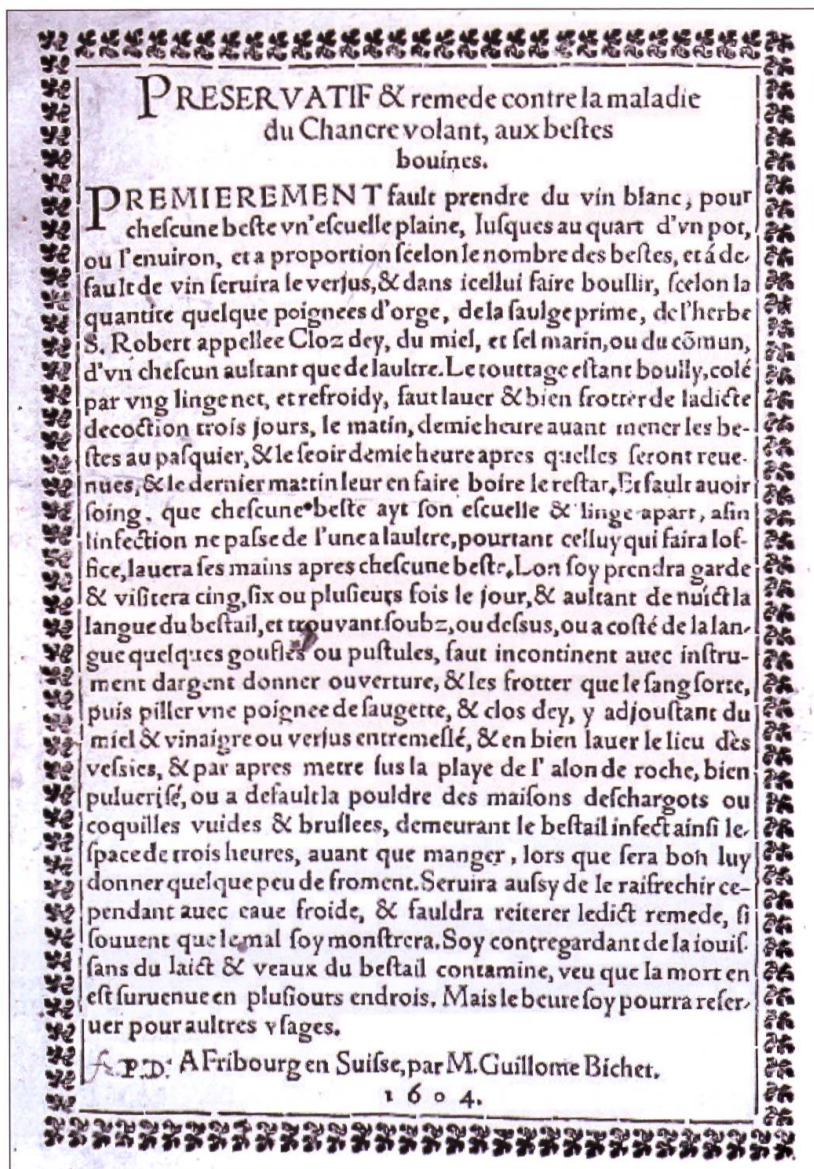 PRESERVATIF & remede contre la maladie
du Chancre volant, aux bestes
bouines.
PREMIEREMENT fault prendre du vin blanc, pour
chescune beste vn'escuelle plaine, Iusques au quart d'vn pot,
ou l'enuiron, et a proportion scelon le nombre des bestes, et á de-
fault de vin seruira le verjus, & dans icellui faire boullir, scelon la
quantite quelque poignees d'orge, de la saulge prime, de l'herbe
S. Robert appellee Cloz dey, du miel, et sel marin, ou du cõmun,
d'vn chescun aultant que de laultre. Le touttage estant boully, colé
par vng linge net, et refroidy, faut lauer & bien frotter de ladicte
decoction trois jours, le matin, demie heure auant mener les be-
stes au pasquier, & le seoir demie heure apres quelles seront reue-
nues, & le dernier mattin leur en faire boire le restat. Et fault auoir
soing, que chescune beste ayt son escuelle & linge apart, afin
linfection ne passe de l'une a laultre, pourtant celluy qui faira lof-
fice, lauera ses mains apres chescune beste. Lon soy prendra garde
& visitera cinq, six ou plusieurs fois le jour, & aultant de nuict la
langue du bestail, et trouvant soubz, ou dessus, ou a costé de la lan-
gue quelques goufles ou pustules, faut incontinent auec instru-
ment dargent donner ouverture, & les frotter que le sang sorte,
puis piller vne poignee de saugette, & clos dey, y adjoustant du
miel & vinaigre ou verjus entremeslé, & en bien lauer le lieu dès
vessies, & par apres metre sus la playe de l'alon de roche, bien
puluerisé, ou a default la pouldre des maisons deschargots ou
coquilles vuides & bruslees, demeurant le bestail infect ainsi le-
space de trois heures, auant que manger, lors que sera bon luy
donner quelque peu de froment. Seruira aussy de le raifrechir ce-
pendant auec eaue froide, & fauldra reiterer ledict remede, si
souuent que le mal soy monstrera. Soy contregardant de la iouis-
sans du laict & veaux du bestail contamine, veu que la mort en
est suruenue en plusiours endrois. Mais le beure soy pourra reser-
uer pour aultres vsages.
P.D. A Fribourg en Suisse, par M. Guillome Bichet.
1604.